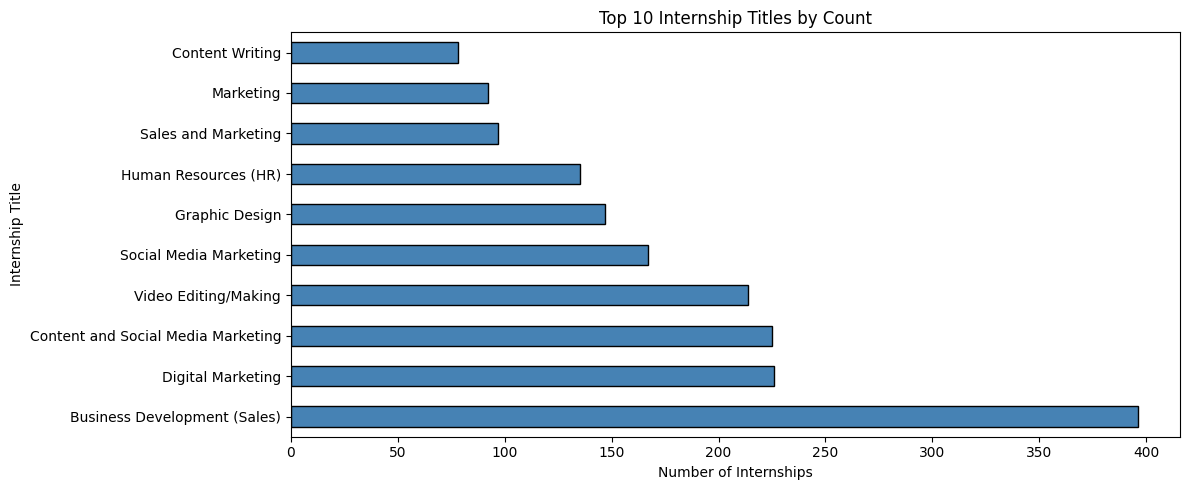 Top 10 Internship Titles by Count
Internship Title
Content Writing
Marketing
Sales and Marketing
Human Resources (HR)
Graphic Design
Social Media Marketing
Video Editing/Making
Content and Social Media Marketing
Digital Marketing
Business Development (Sales)
0 50 100 150 200 250 300 350 400
Number of Internships